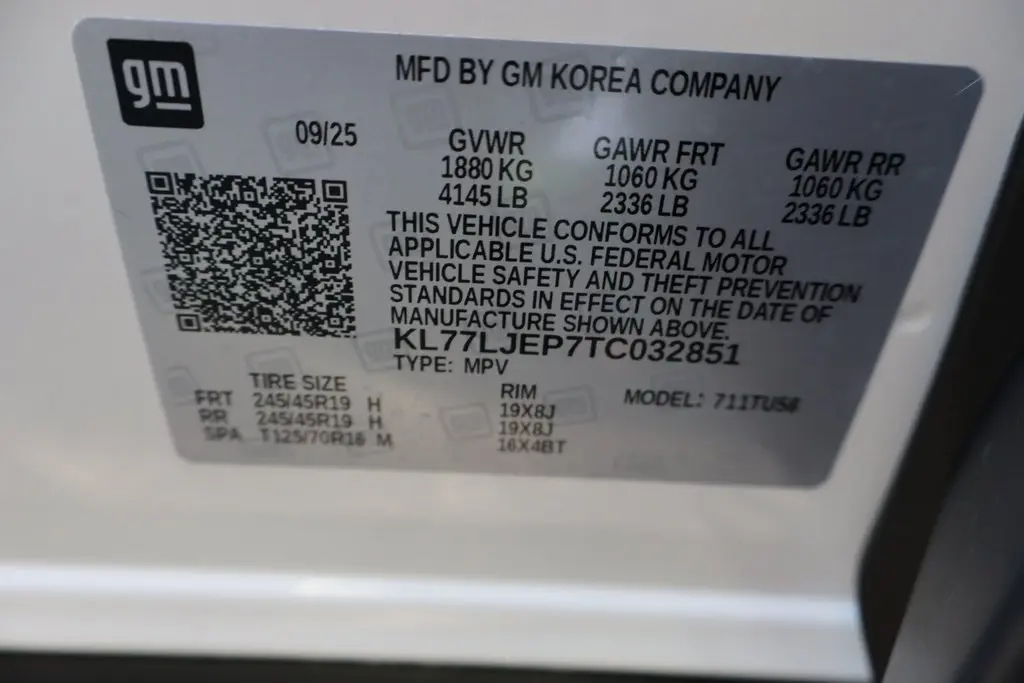 gm
MFD BY GM KOREA COMPANY
09/25
GVWR
1880 KG
4145 LB
GAWR FRT
1060 KG
2336 LB
GAWR RR
1060 KG
2336 LB
THIS VEHICLE CONFORMS TO ALL
APPLICABLE U.S. FEDERAL MOTOR
VEHICLE SAFETY AND THEFT PREVENTION
STANDARDS IN EFFECT ON THE DATE OF
MANUFACTURE SHOWN ABOVE.
KL77LJEP7TC032851
TYPE: MPV
TIRE SIZE RIM
FRT 245/45R19 H 19X8J
RR 245/45R19 H 19X8J
SPA T125/70R16 M 16X4BT
MODEL: